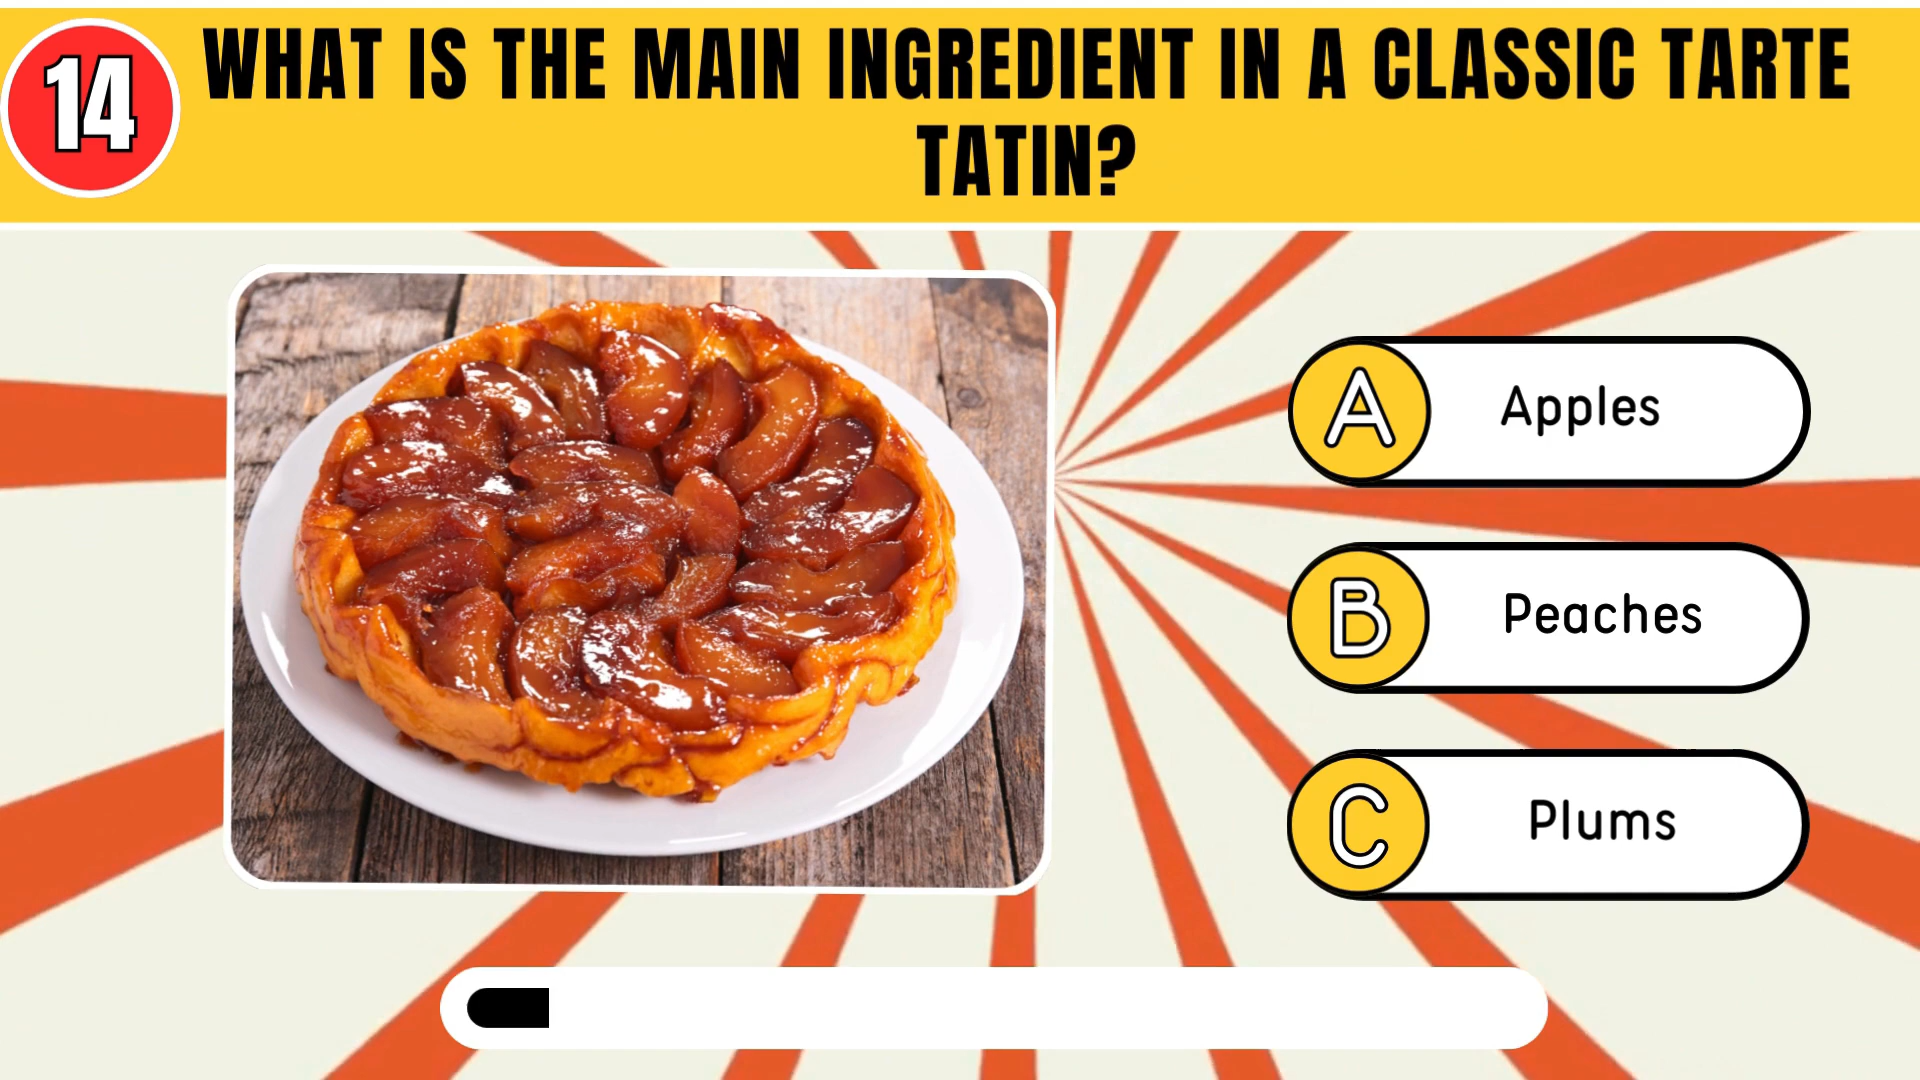 14
WHAT IS THE MAIN INGREDIENT IN A CLASSIC TARTE
TATIN?
A Apples
B Peaches
C Plums